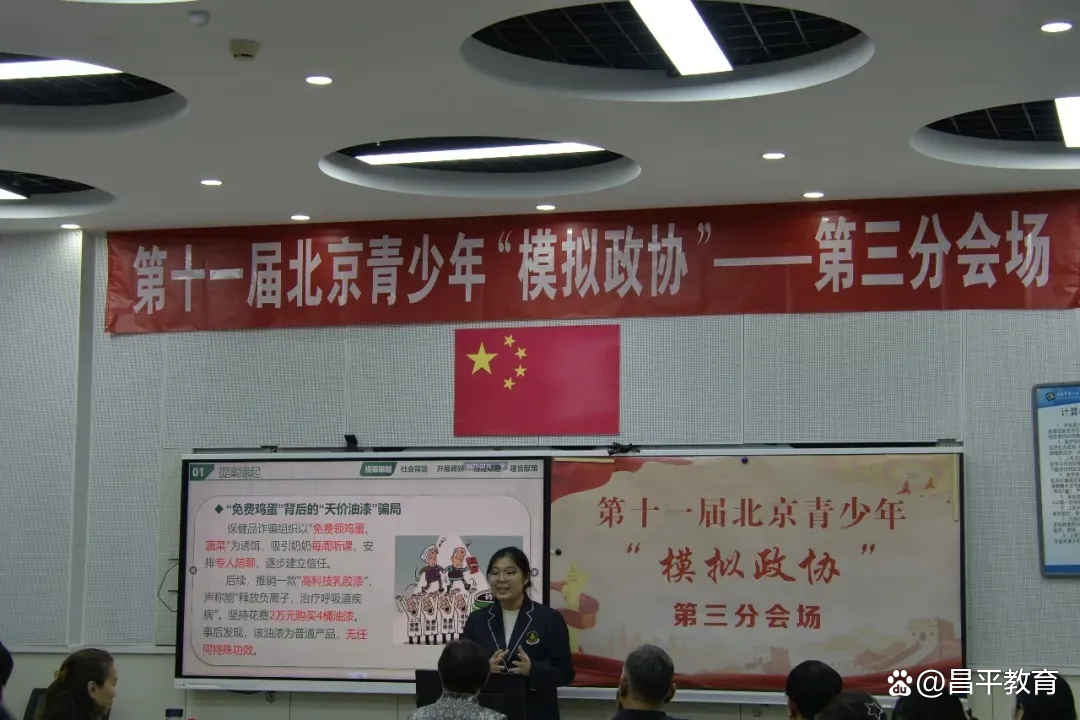 第十一届北京青少年“模拟政协”——第三分会场
01 提案缘起
提案缘起 社会背景 开展调研 建言献策
◆“免费鸡蛋”背后的“天价油漆”骗局
保健品诈骗组织以“免费领鸡蛋、
蔬菜”为诱饵，吸引奶奶每周听课，安
排专人陪聊，逐步建立信任。
后续，推销一款“高科技乳胶漆”，
声称能“释放负离子，治疗呼吸道疾
病”。坚持花费2万元购买4桶油漆。
事后发现，该油漆为普通产品，无任
何特殊功效。
第十一届北京青少年
“模拟政协”
第三分会场
计算
@昌平教育